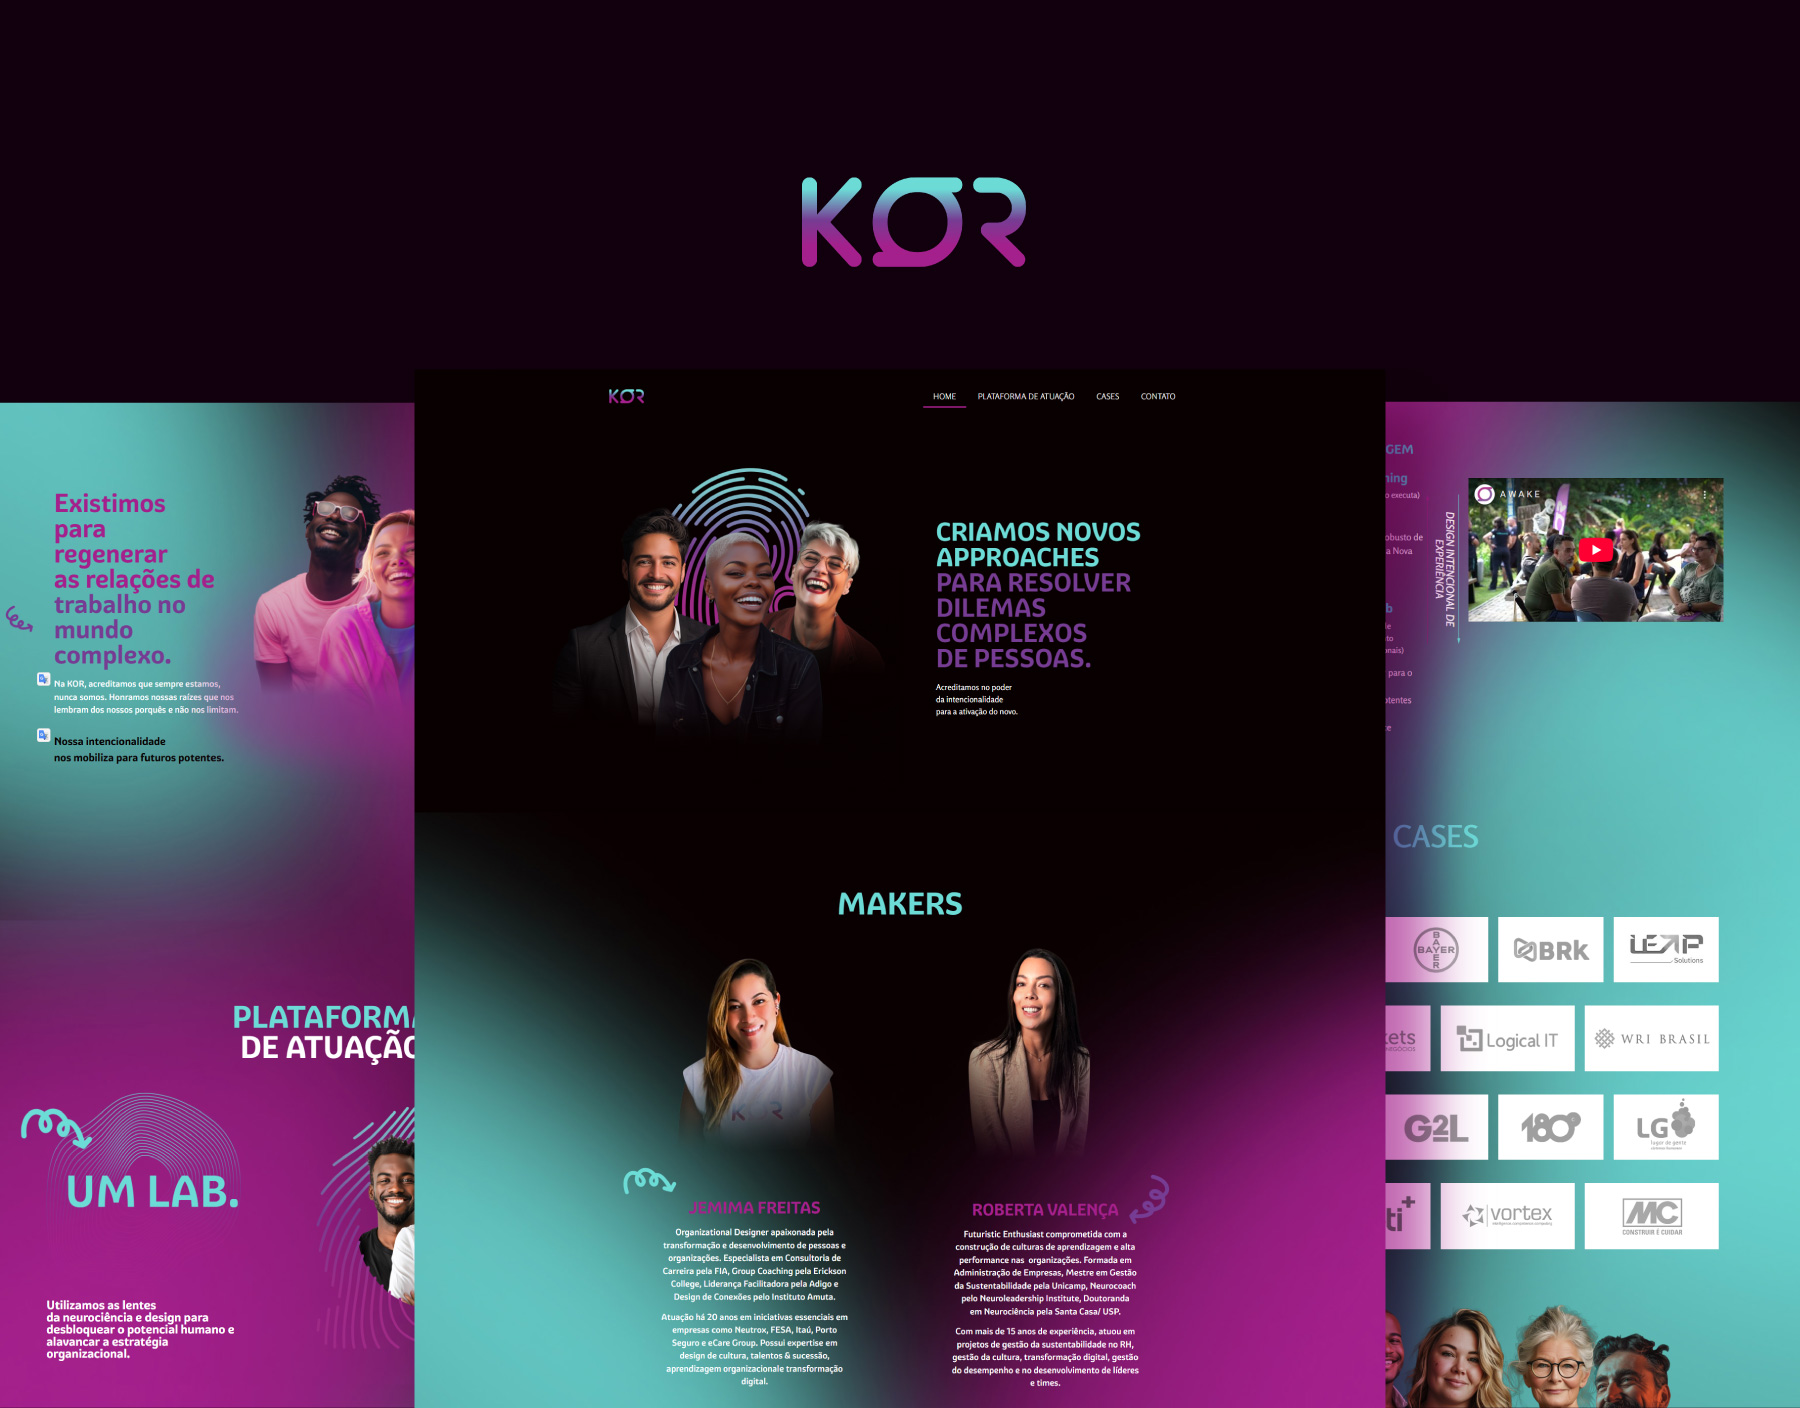 KOR
Existimos
para
regenerar
as relações de
trabalho no
mundo
complexo.
Na KOR, acreditamos que sempre estamos,
nunca somos. Honramos nossas raízes que nos
lembram dos nossos porquês e não nos limitam.
Nossa intencionalidade
nos mobiliza para futuros potentes.
PLATAFORMA
DE ATUAÇÃO
UM LAB.
Utilizamos as lentes
da neurociência e design para
desbloquear o potencial humano e
alavancar a estratégia
organizacional.
KOR
HOME PLATAFORMA DE ATUAÇÃO CASES CONTATO
CRIAMOS NOVOS
APPROACHES
PARA RESOLVER
DILEMAS
COMPLEXOS
DE PESSOAS.
Acreditamos no poder
da intencionalidade
para a ativação do novo.
MAKERS
JEMIMA FREITAS
Organizational Designer apaixonada pela
transformação e desenvolvimento de pessoas e
organizações. Especialista em Consultoria de
Carreira pela FIA, Group Coaching pela Erickson
College, Liderança Facilitadora pela Adigo e
Design de Conexões pelo Instituto Amuta.
Atuação há 20 anos em iniciativas essenciais em
empresas como Neutrox, FESA, Itaú, Porto
Seguro e eCare Group. Possui expertise em
design de cultura, talentos & sucessão,
aprendizagem organizacionale transformação
digital.
ROBERTA VALENÇA
Futuristic Enthusiast comprometida com a
construção de culturas de aprendizagem e alta
performance nas organizações. Formada em
Administração de Empresas, Mestre em Gestão
da Sustentabilidade pela Unicamp, Neurocoach
pelo Neuroleadership Institute, Doutoranda
em Neurociência pela Santa Casa/ USP.
Com mais de 15 anos de experiência, atuou em
projetos de gestão da sustentabilidade no RH,
gestão da cultura, transformação digital, gestão
do desempenho e no desenvolvimento de líderes
e times.
GEM
ning
o executa)
obusto de
a Nova
b
le
to
onais)
para o
otentes
te
DESIGN INTENCIONAL DE
EXPERIÊNCIA
AWAKE
CASES
BAYER
BAYER
BRK
LEAP
Solutions
kets
NEGÓCIOS
Logical IT
WRI BRASIL
G2L
180°
LG
lugar de gente
ti+
vortex
MC
CONSTRUIR E CUIDAR